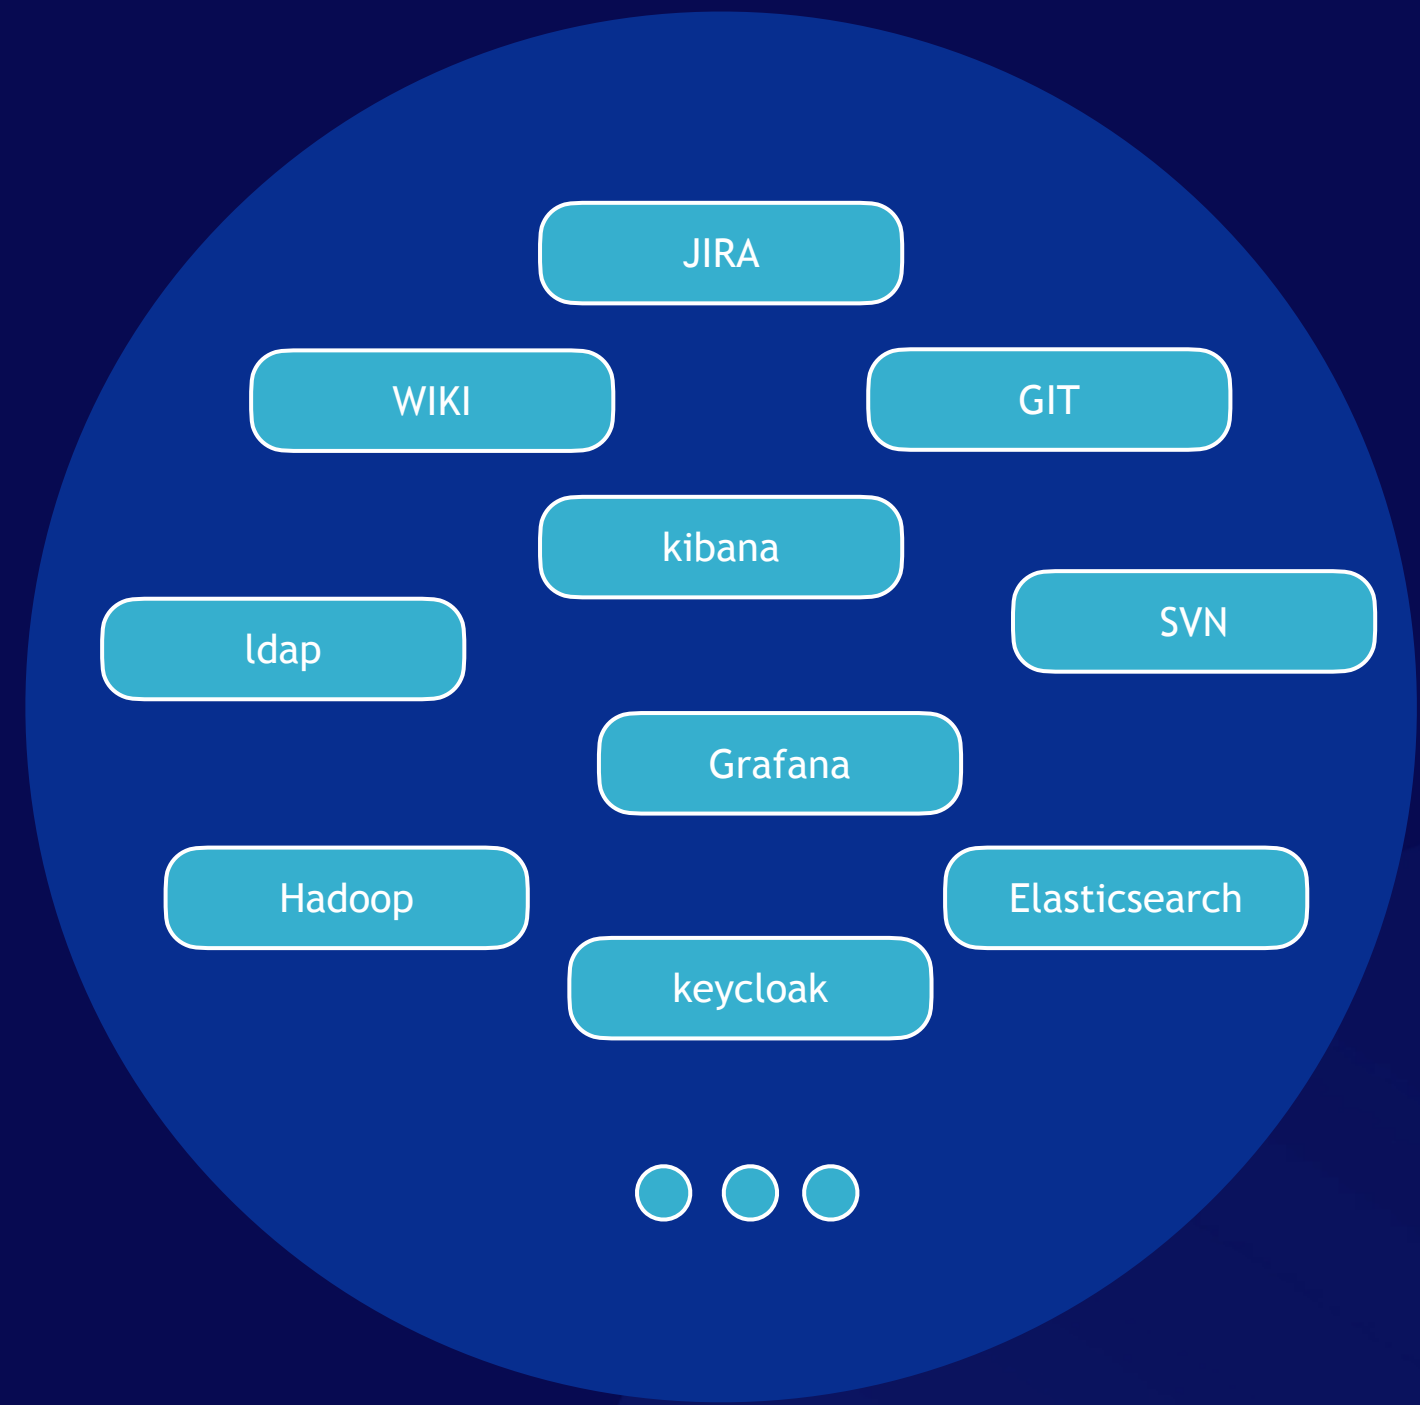 JIRA
WIKI
GIT
kibana
SVN
ldap
Grafana
Hadoop
Elasticsearch
keycloak